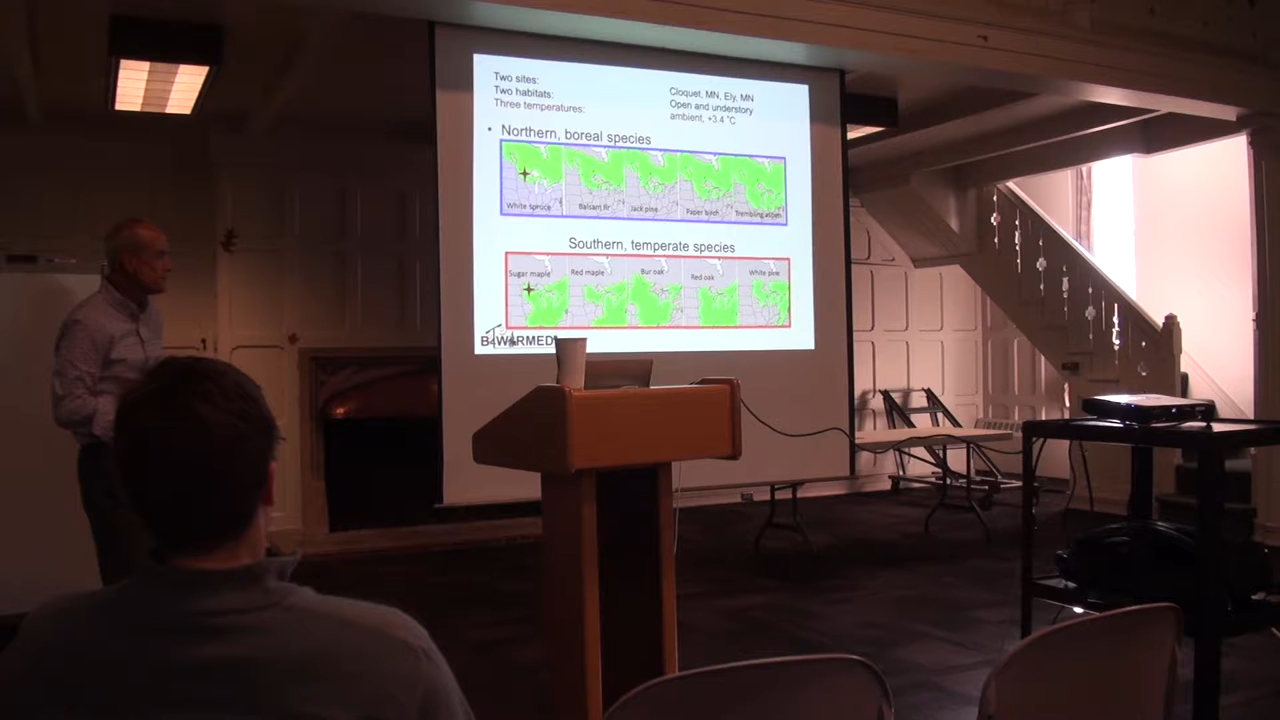 Two sites:
Two habitats:
Three temperatures:
Cloquet, MN, Ely, MN
Open and understory
ambient, +3.4 °C
• Northern, boreal species
White spruce
Balsam fir
Jack pine
Paper birch
Trembling aspen
Southern, temperate species
Sugar maple
Red maple
Bur oak
Red oak
White pine
B4WARMED